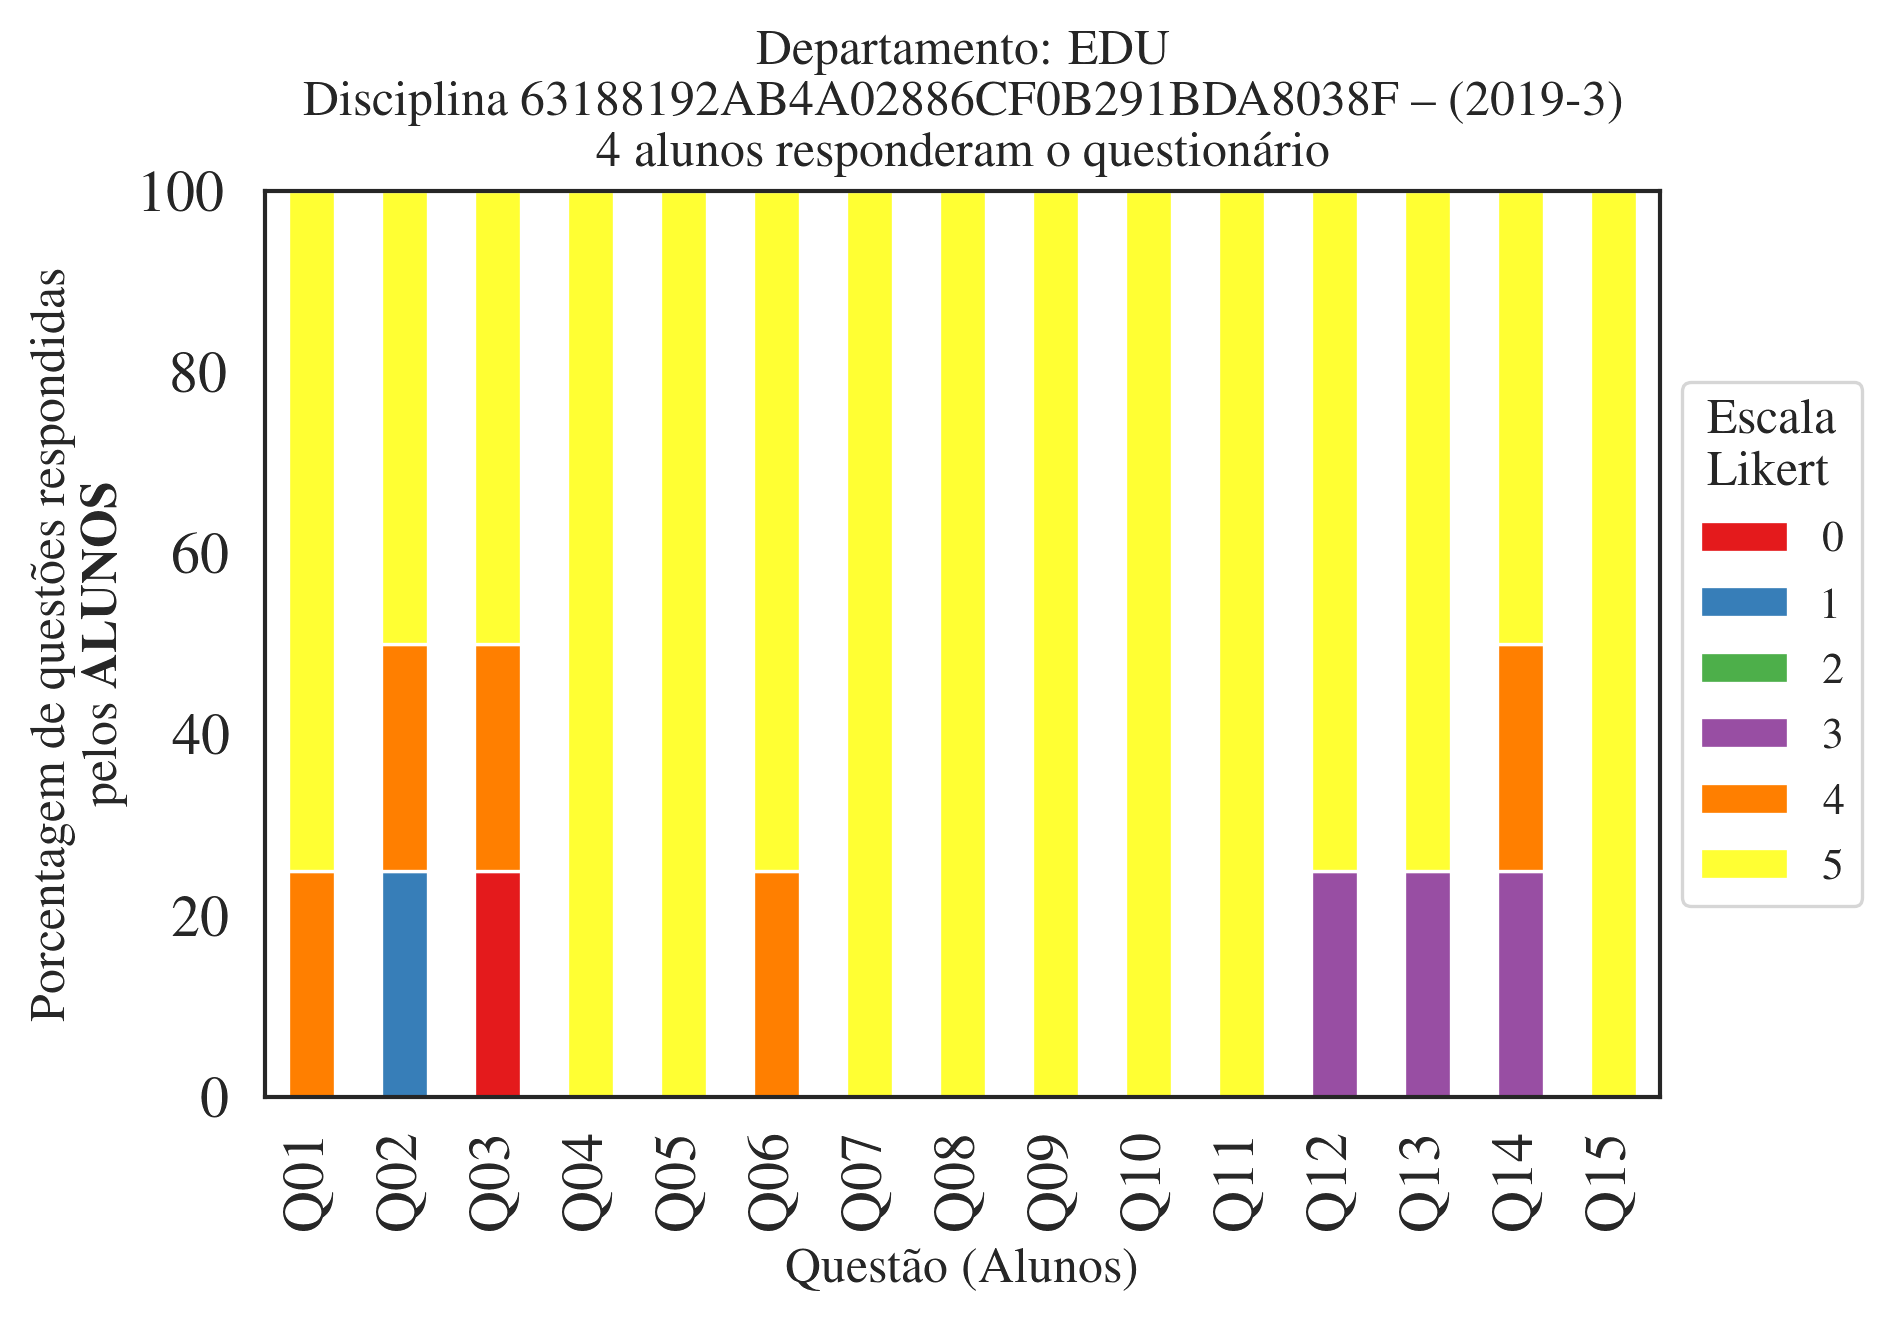 Departamento: EDU
Disciplina 63188192AB4A02886CF0B291BDA8038F – (2019-3)
4 alunos responderam o questionário
Porcentagem de questões respondidas
pelos ALUNOS
100
80
60
40
20
0
Q01
Q02
Q03
Q04
Q05
Q06
Q07
Q08
Q09
Q10
Q11
Q12
Q13
Q14
Q15
Questão (Alunos)
Escala
Likert
0
1
2
3
4
5